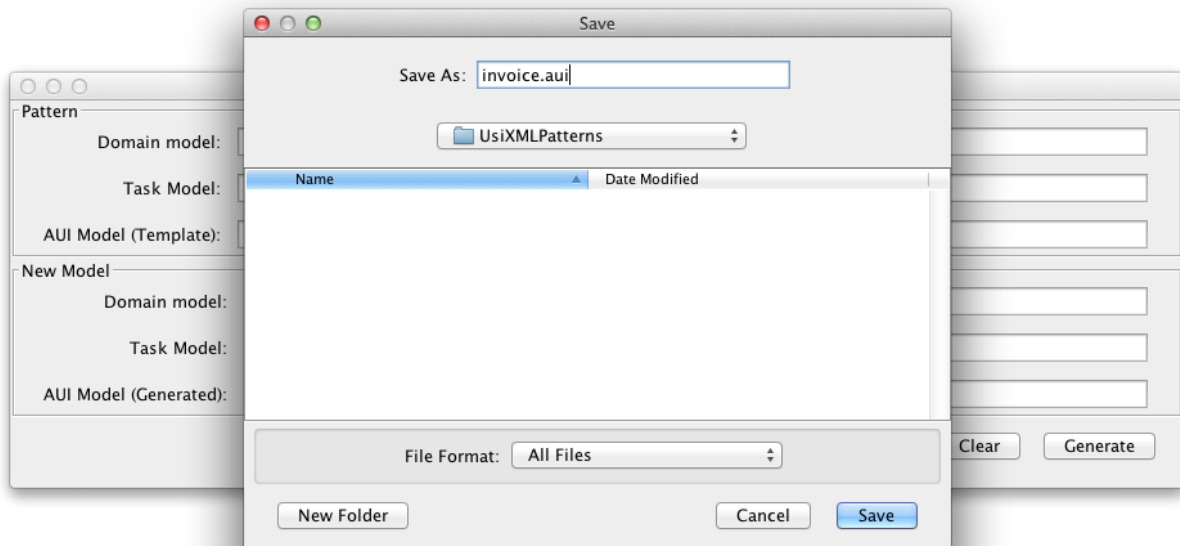 Save
Save As: invoice.aui
UsiXMLPatterns
Name Date Modified
File Format: All Files
New Folder Cancel Save
Pattern
Domain model:
Task Model:
AUI Model (Template):
New Model
Domain model:
Task Model:
AUI Model (Generated):
Clear Generate